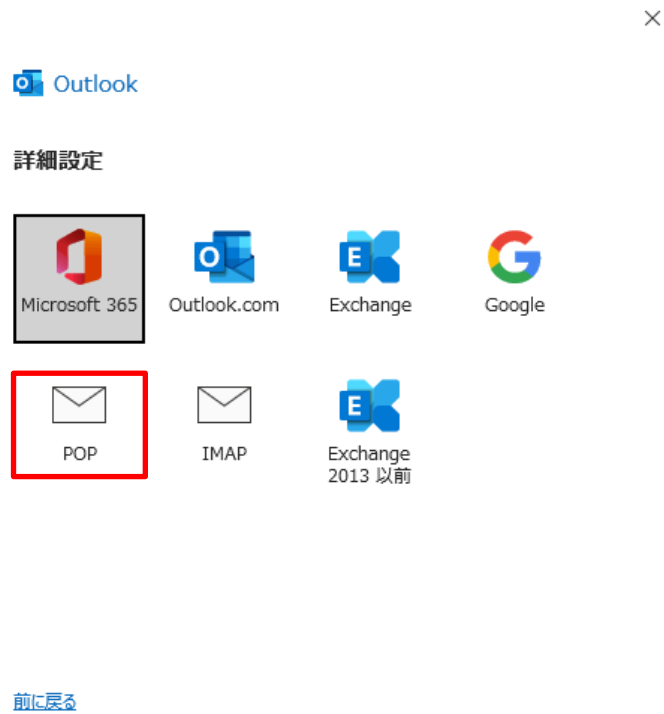 Outlook
詳細設定
Microsoft 365
Outlook.com
Exchange
Google
POP
IMAP
Exchange
2013 以前
前に戻る